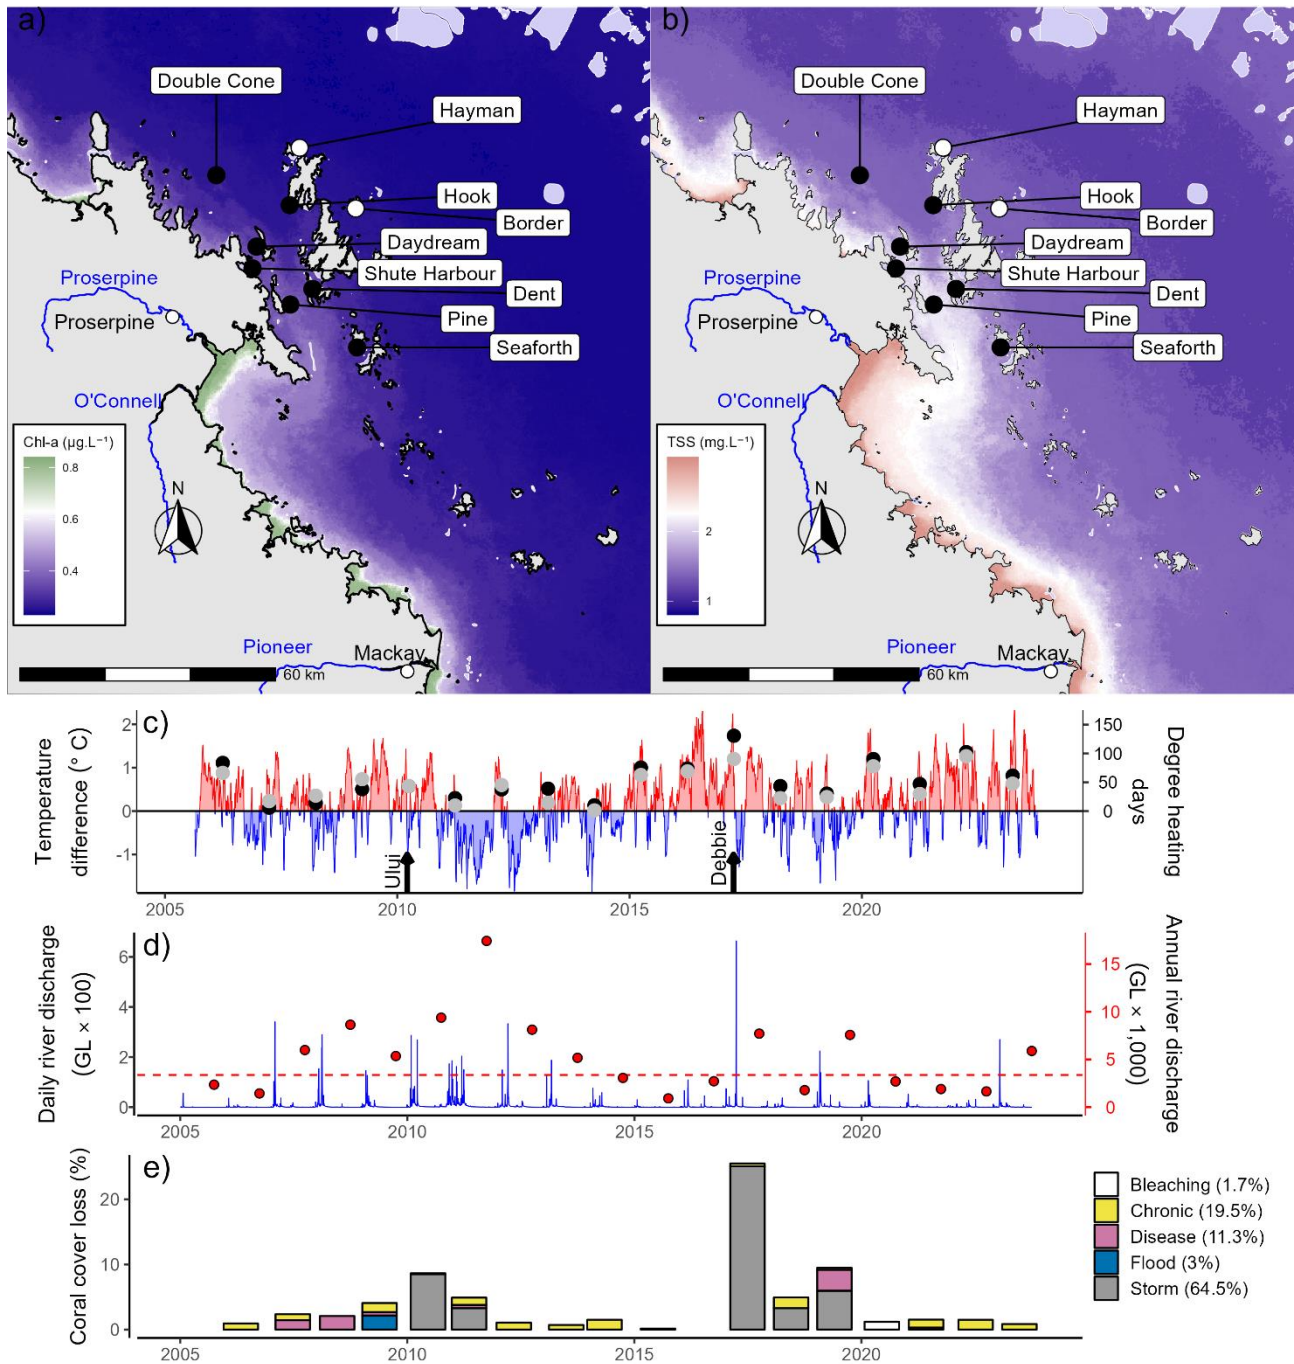 a)
Double Cone
Hayman
Hook
Border
Daydream
Shute Harbour
Dent
Pine
Seaforth
Proserpine
Proserpine
O'Connell
Chl-a (µg.L⁻¹)
0.8
0.6
0.4
N
Pioneer
Mackay
60 km
b)
Double Cone
Hayman
Hook
Border
Daydream
Shute Harbour
Dent
Pine
Seaforth
Proserpine
Proserpine
O'Connell
TSS (mg.L⁻¹)
2
1
N
Pioneer
Mackay
60 km
c)
Temperature
difference (° C)
2
1
0
-1
Ului
Debbie
150
100
50
0
Degree heating
days
2005 2010 2015 2020
d)
Daily river discharge
(GL × 100)
6
4
2
0
15
10
5
0
Annual river discharge
(GL × 1,000)
2005 2010 2015 2020
e)
Coral cover loss (%)
20
10
0
2005 2010 2015 2020
Bleaching (1.7%)
Chronic (19.5%)
Disease (11.3%)
Flood (3%)
Storm (64.5%)